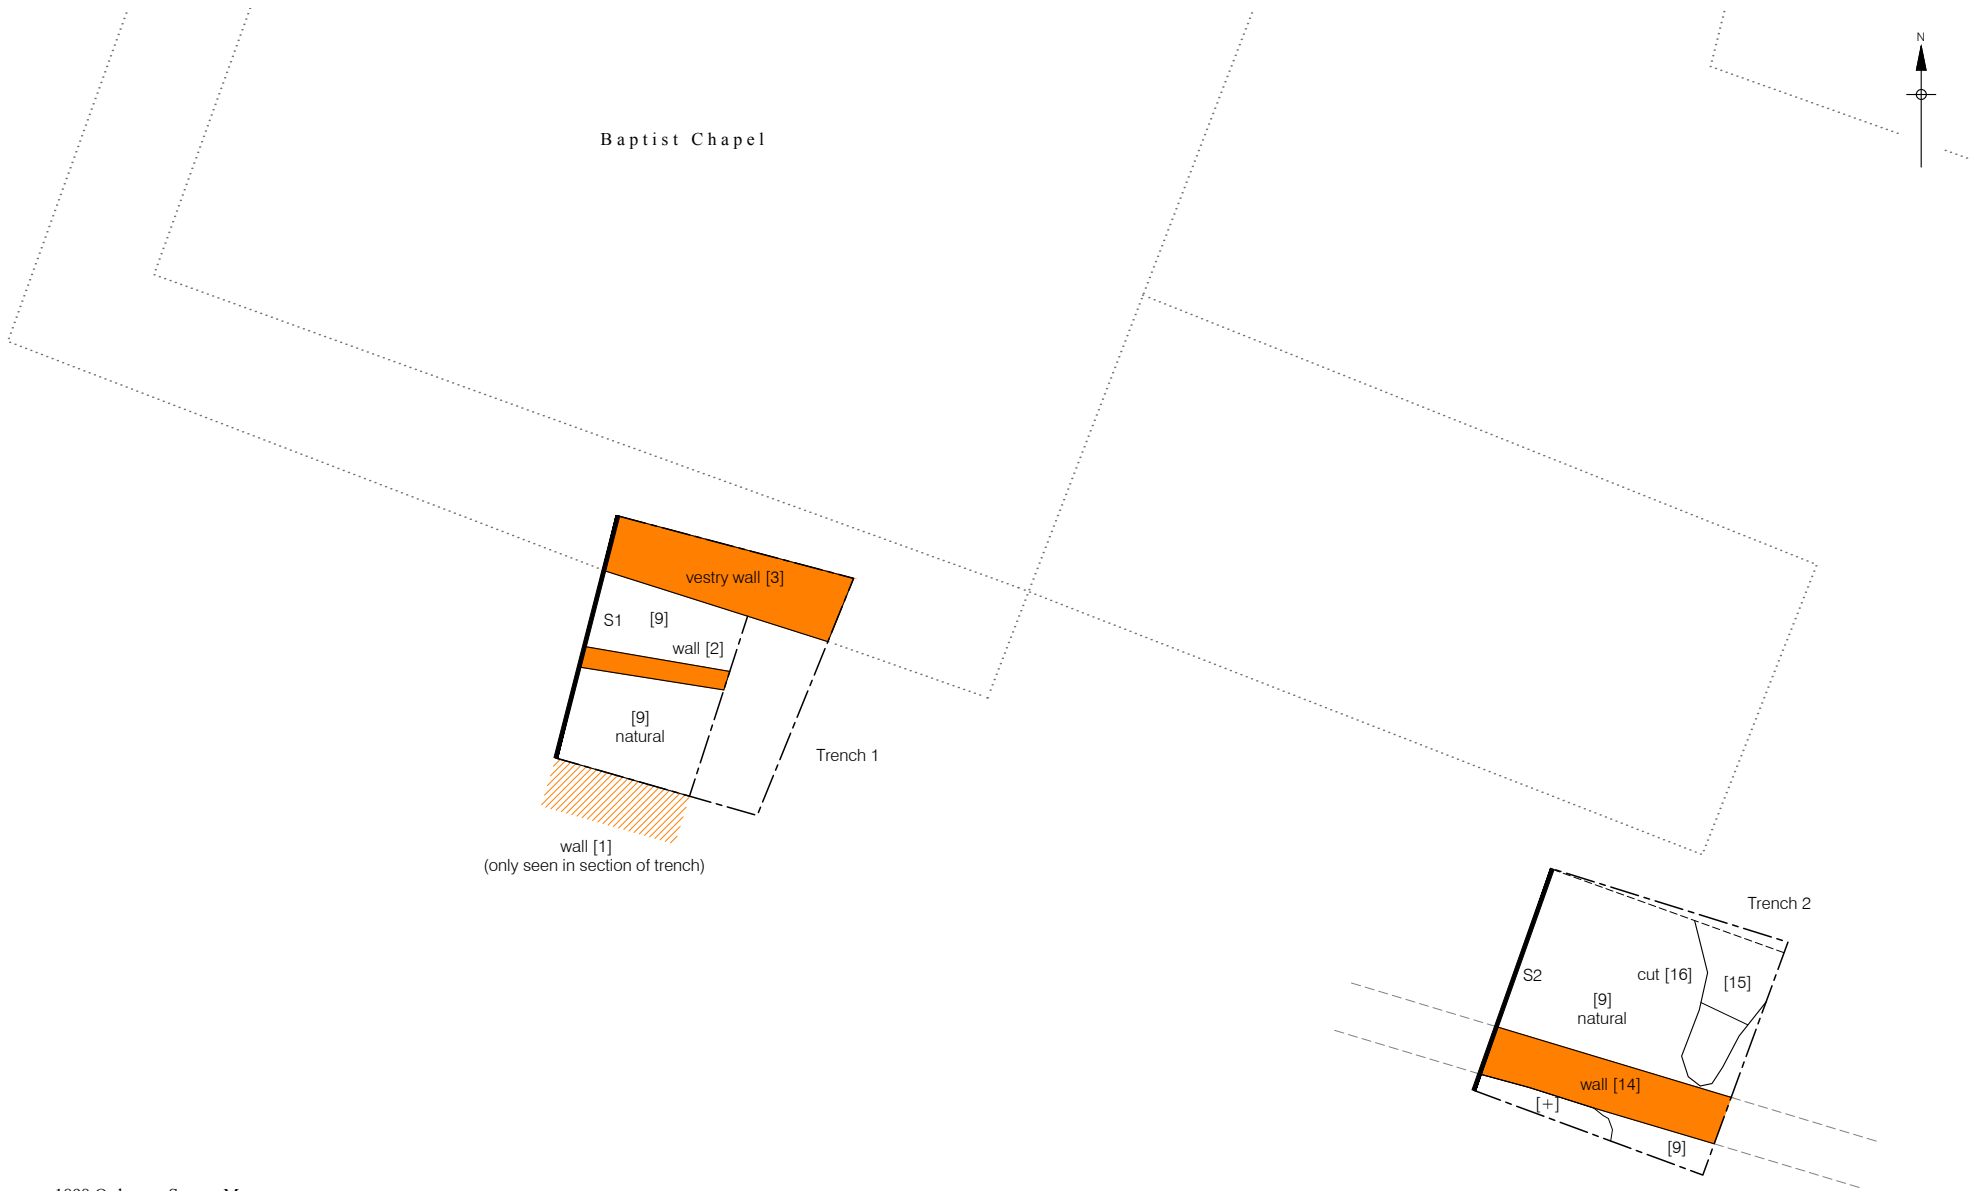 N
Baptist Chapel
vestry wall [3]
S1
[9]
wall [2]
[9]
natural
Trench 1
wall [1]
(only seen in section of trench)
Trench 2
cut [16]
[15]
S2
[9]
natural
wall [14]
[+]
[9]